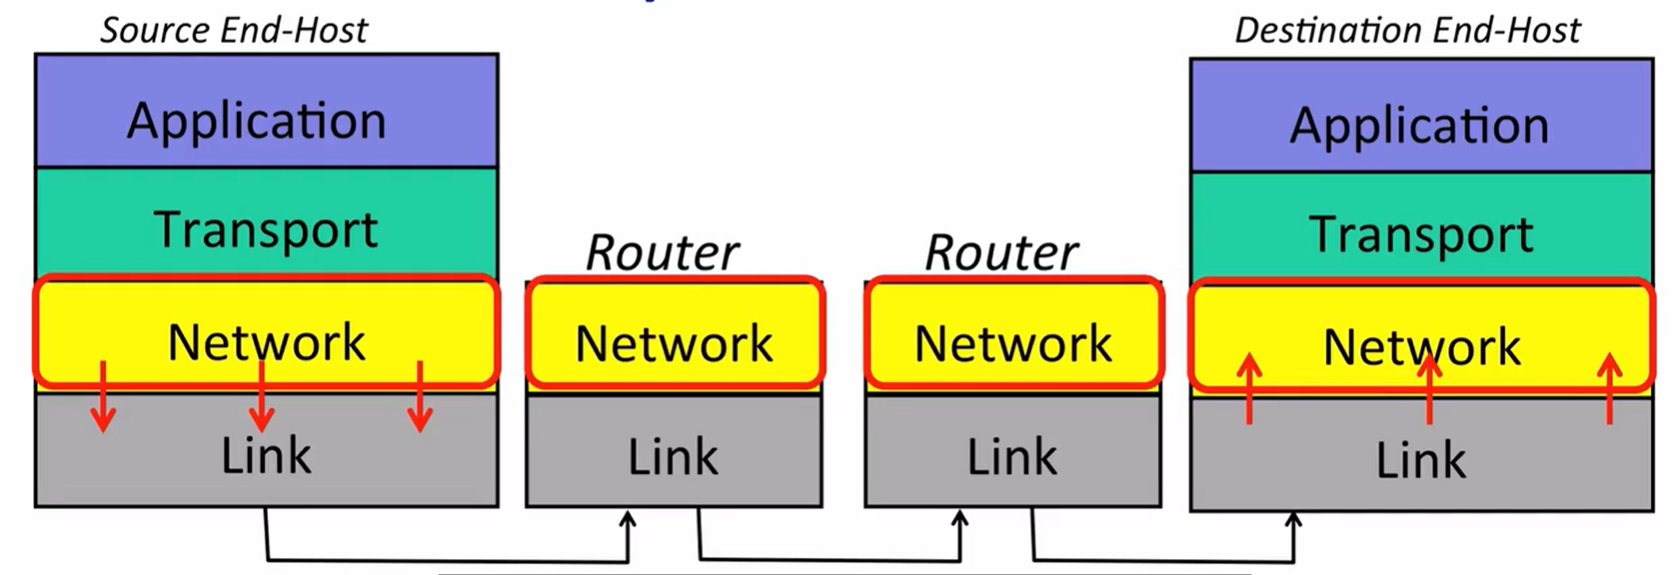 Source End-Host
Destination End-Host
Application
Application
Transport
Transport
Router
Router
Network
Network
Network
Network
Link
Link
Link
Link